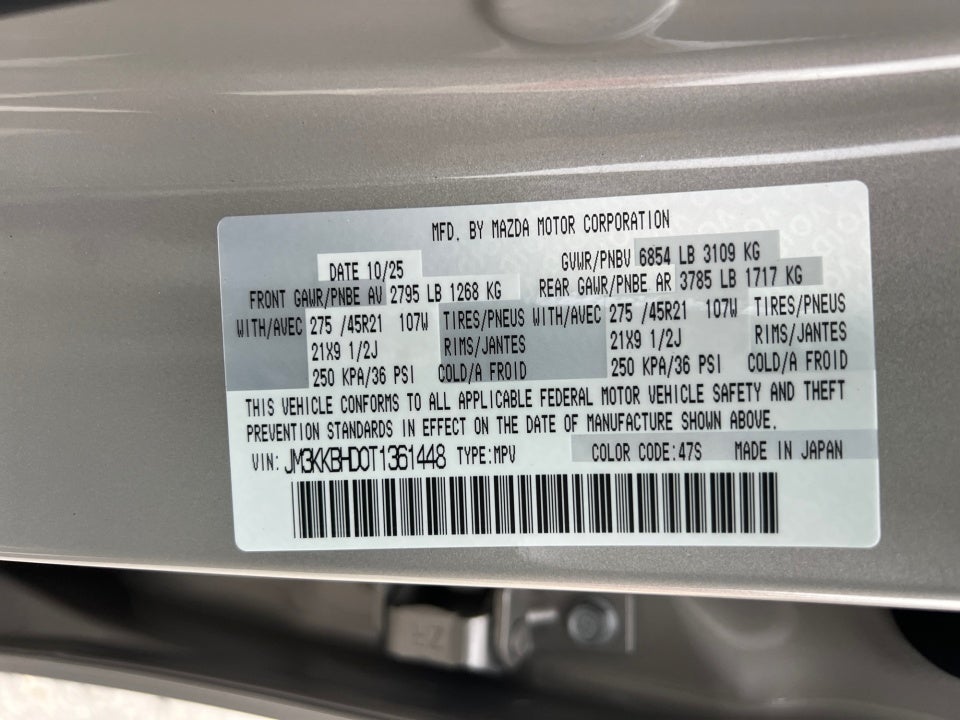 MFD. BY MAZDA MOTOR CORPORATION
DATE 10/25 GVWR/PNBV 6854 LB 3109 KG
FRONT GAWR/PNBE AV 2795 LB 1268 KG REAR GAWR/PNBE AR 3785 LB 1717 KG
WITH/AVEC 275 /45R21 107W TIRES/PNEUS WITH/AVEC 275 /45R21 107W TIRES/PNEUS
21X9 1/2J RIMS/JANTES 21X9 1/2J RIMS/JANTES
250 KPA/36 PSI COLD/A FROID 250 KPA/36 PSI COLD/A FROID
THIS VEHICLE CONFORMS TO ALL APPLICABLE FEDERAL MOTOR VEHICLE SAFETY AND THEFT
PREVENTION STANDARDS IN EFFECT ON THE DATE OF MANUFACTURE SHOWN ABOVE.
VIN: JM3KKBHD0T1361448 TYPE:MPV COLOR CODE:47S MADE IN JAPAN